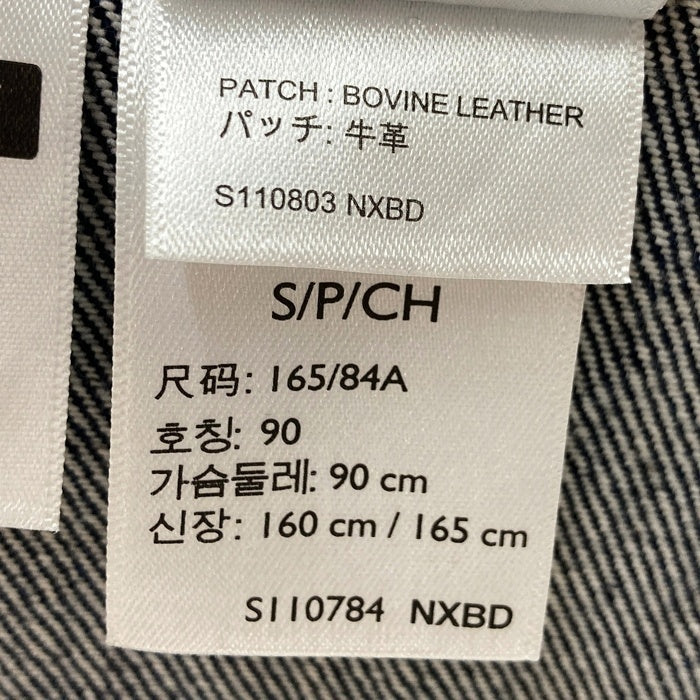 PATCH : BOVINE LEATHER
パッチ: 牛革
S110803 NXBD
S/P/CH
尺码: 165/84A
호칭: 90
가슴둘레: 90 cm
신장: 160 cm / 165 cm
S110784 NXBD